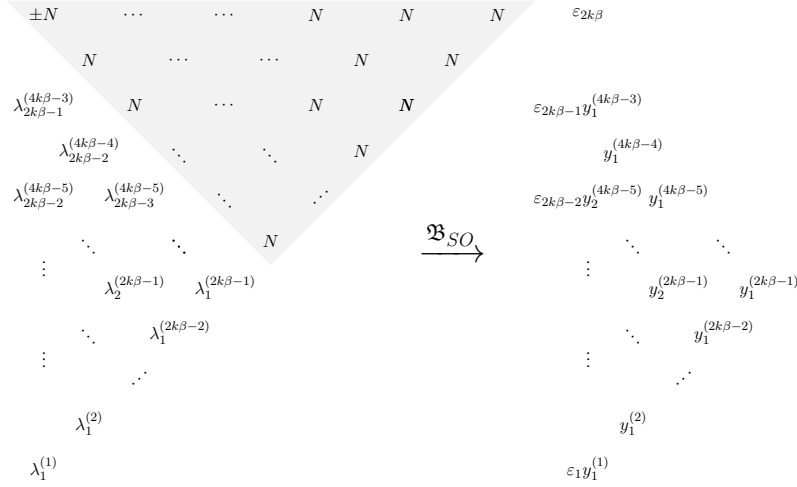 ±N ⋯ ⋯ N N N ε_{2kβ}
N ⋯ ⋯ N N
λ_{2kβ−1}^{(4kβ−3)} N ⋯ N N ε_{2kβ−1}y_1^{(4kβ−3)}
λ_{2kβ−2}^{(4kβ−4)} ⋱ ⋱ N y_1^{(4kβ−4)}
λ_{2kβ−2}^{(4kβ−5)} λ_{2kβ−3}^{(4kβ−5)} ⋱ ⋰ ε_{2kβ−2}y_2^{(4kβ−5)} y_1^{(4kβ−5)}
⋱ ⋱ N 𝔅_{SO} ⋱ ⋱
⋮ → ⋮
λ_2^{(2kβ−1)} λ_1^{(2kβ−1)} y_2^{(2kβ−1)} y_1^{(2kβ−1)}
⋱ λ_1^{(2kβ−2)} ⋱ y_1^{(2kβ−2)}
⋮ ⋰ ⋮ ⋰
λ_1^{(2)} y_1^{(2)}
λ_1^{(1)} ε_1y_1^{(1)}